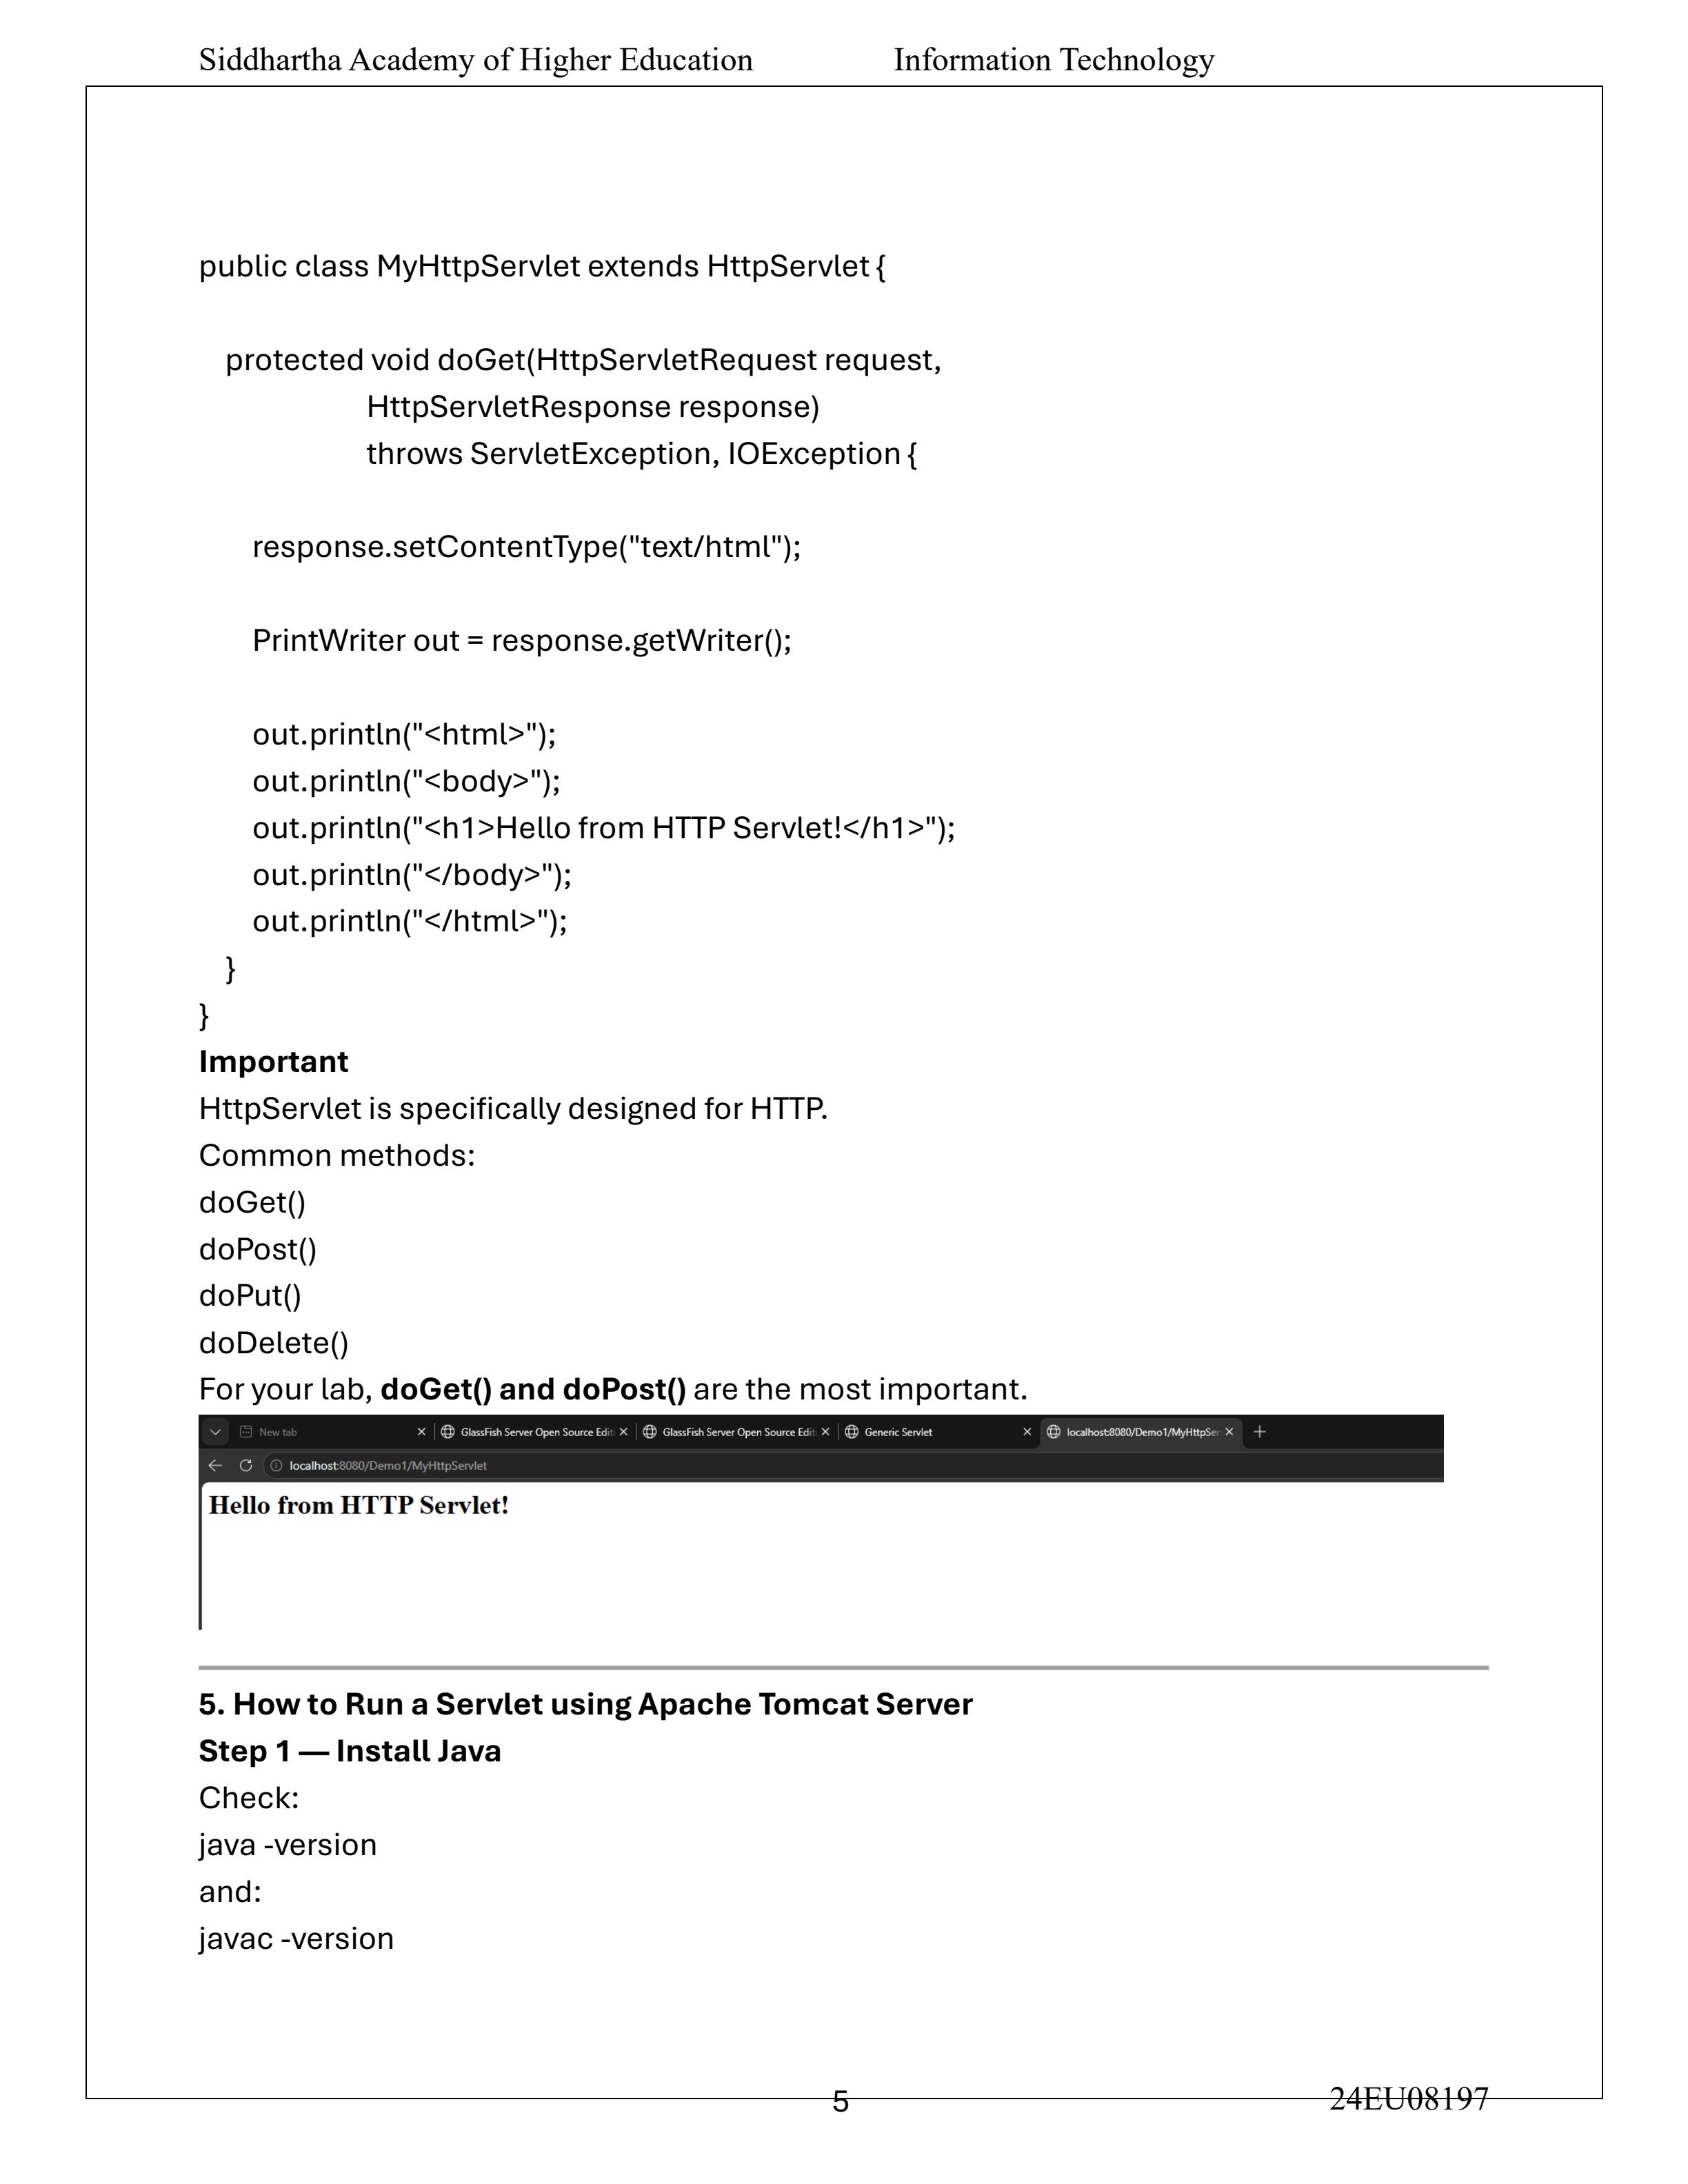 Siddhartha Academy of Higher Education Information Technology
public class MyHttpServlet extends HttpServlet {
protected void doGet(HttpServletRequest request,
HttpServletResponse response)
throws ServletException, IOException {
response.setContentType("text/html");
PrintWriter out = response.getWriter();
out.println("<html>");
out.println("<body>");
out.println("<h1>Hello from HTTP Servlet!</h1>");
out.println("</body>");
out.println("</html>");
}
}
Important
HttpServlet is specifically designed for HTTP.
Common methods:
doGet()
doPost()
doPut()
doDelete()
For your lab, doGet() and doPost() are the most important.
New tab GlassFish Server Open Source Edit GlassFish Server Open Source Edit Generic Servlet localhost:8080/Demo1/MyHttpSer
localhost:8080/Demo1/MyHttpServlet
Hello from HTTP Servlet!
5. How to Run a Servlet using Apache Tomcat Server
Step 1 — Install Java
Check:
java -version
and:
javac -version
5 24EU08197